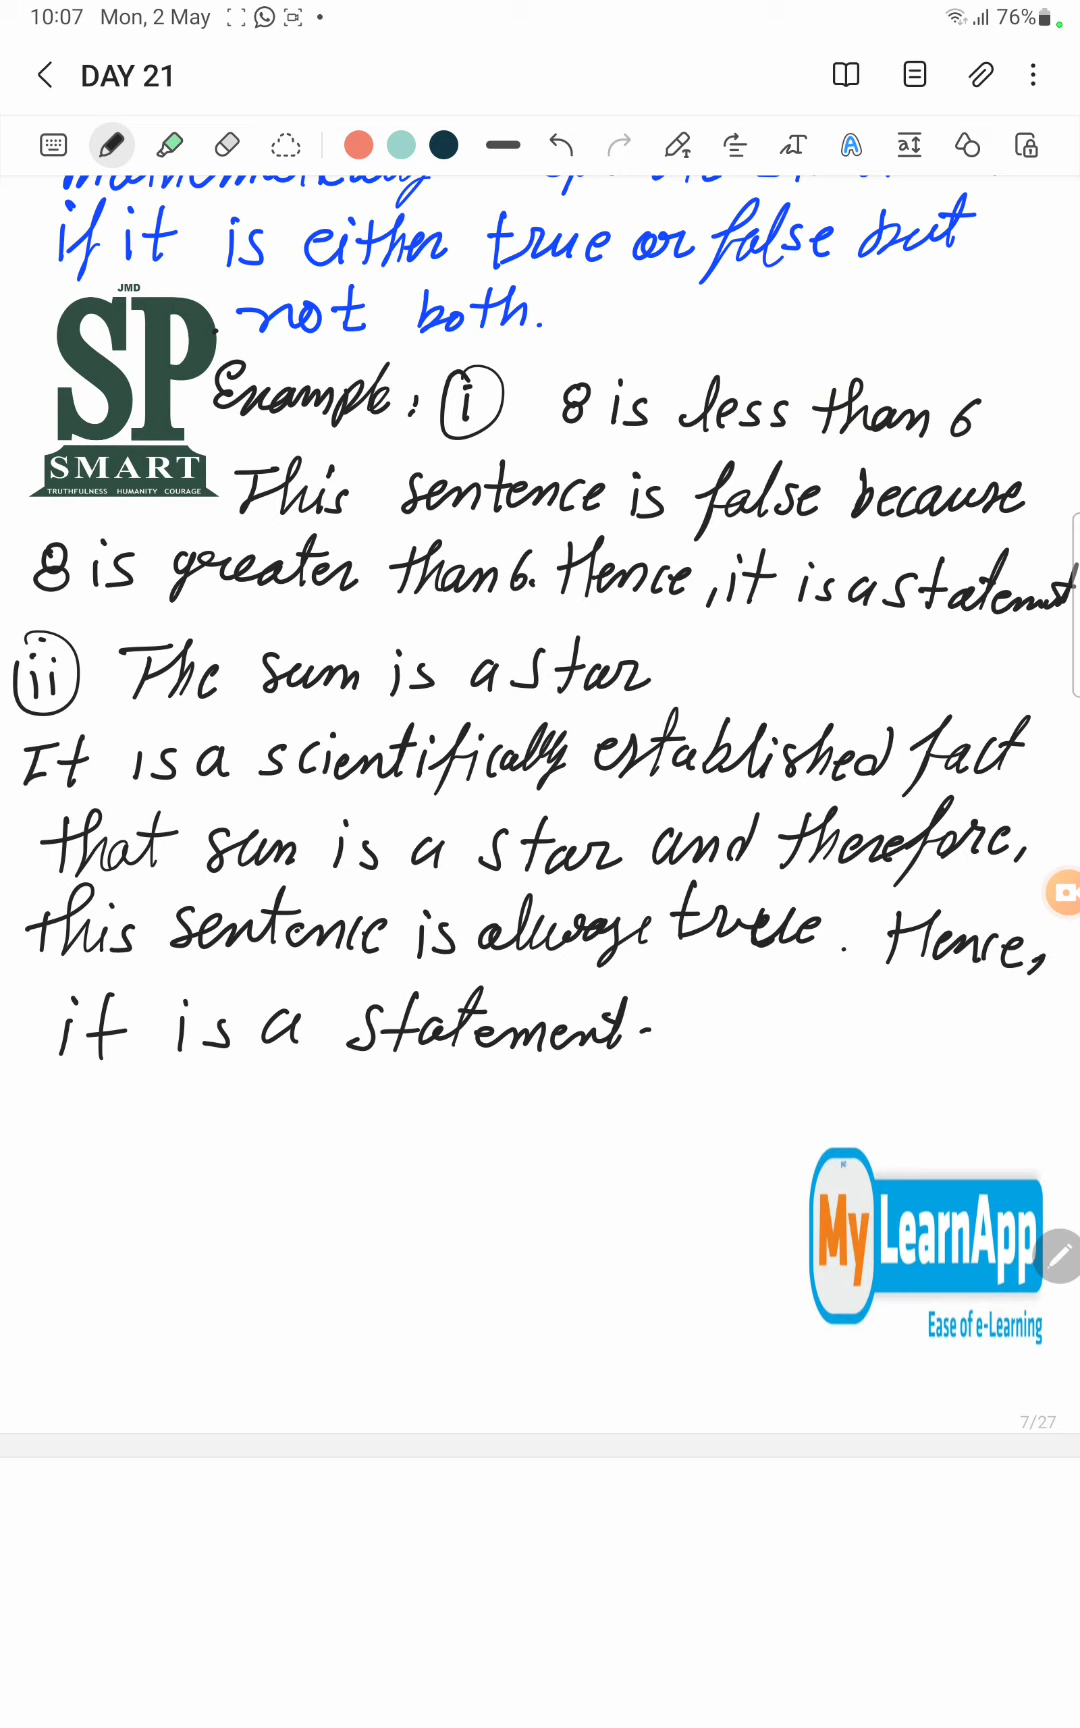 10:07 Mon, 2 May 76%
DAY 21
if it is either true or false but
JMD
SP
not both.
Example: (i) 8 is less than 6
SMART
TRUTHFULNESS HUMANITY COURAGE
This sentence is false because
8 is greater than 6. Hence, it is a statement
(ii) The sun is a star
It is a scientifically established fact
that sun is a star and therefore,
this sentence is always true. Hence,
it is a statement.
My LearnApp
Ease of e-Learning
7/27